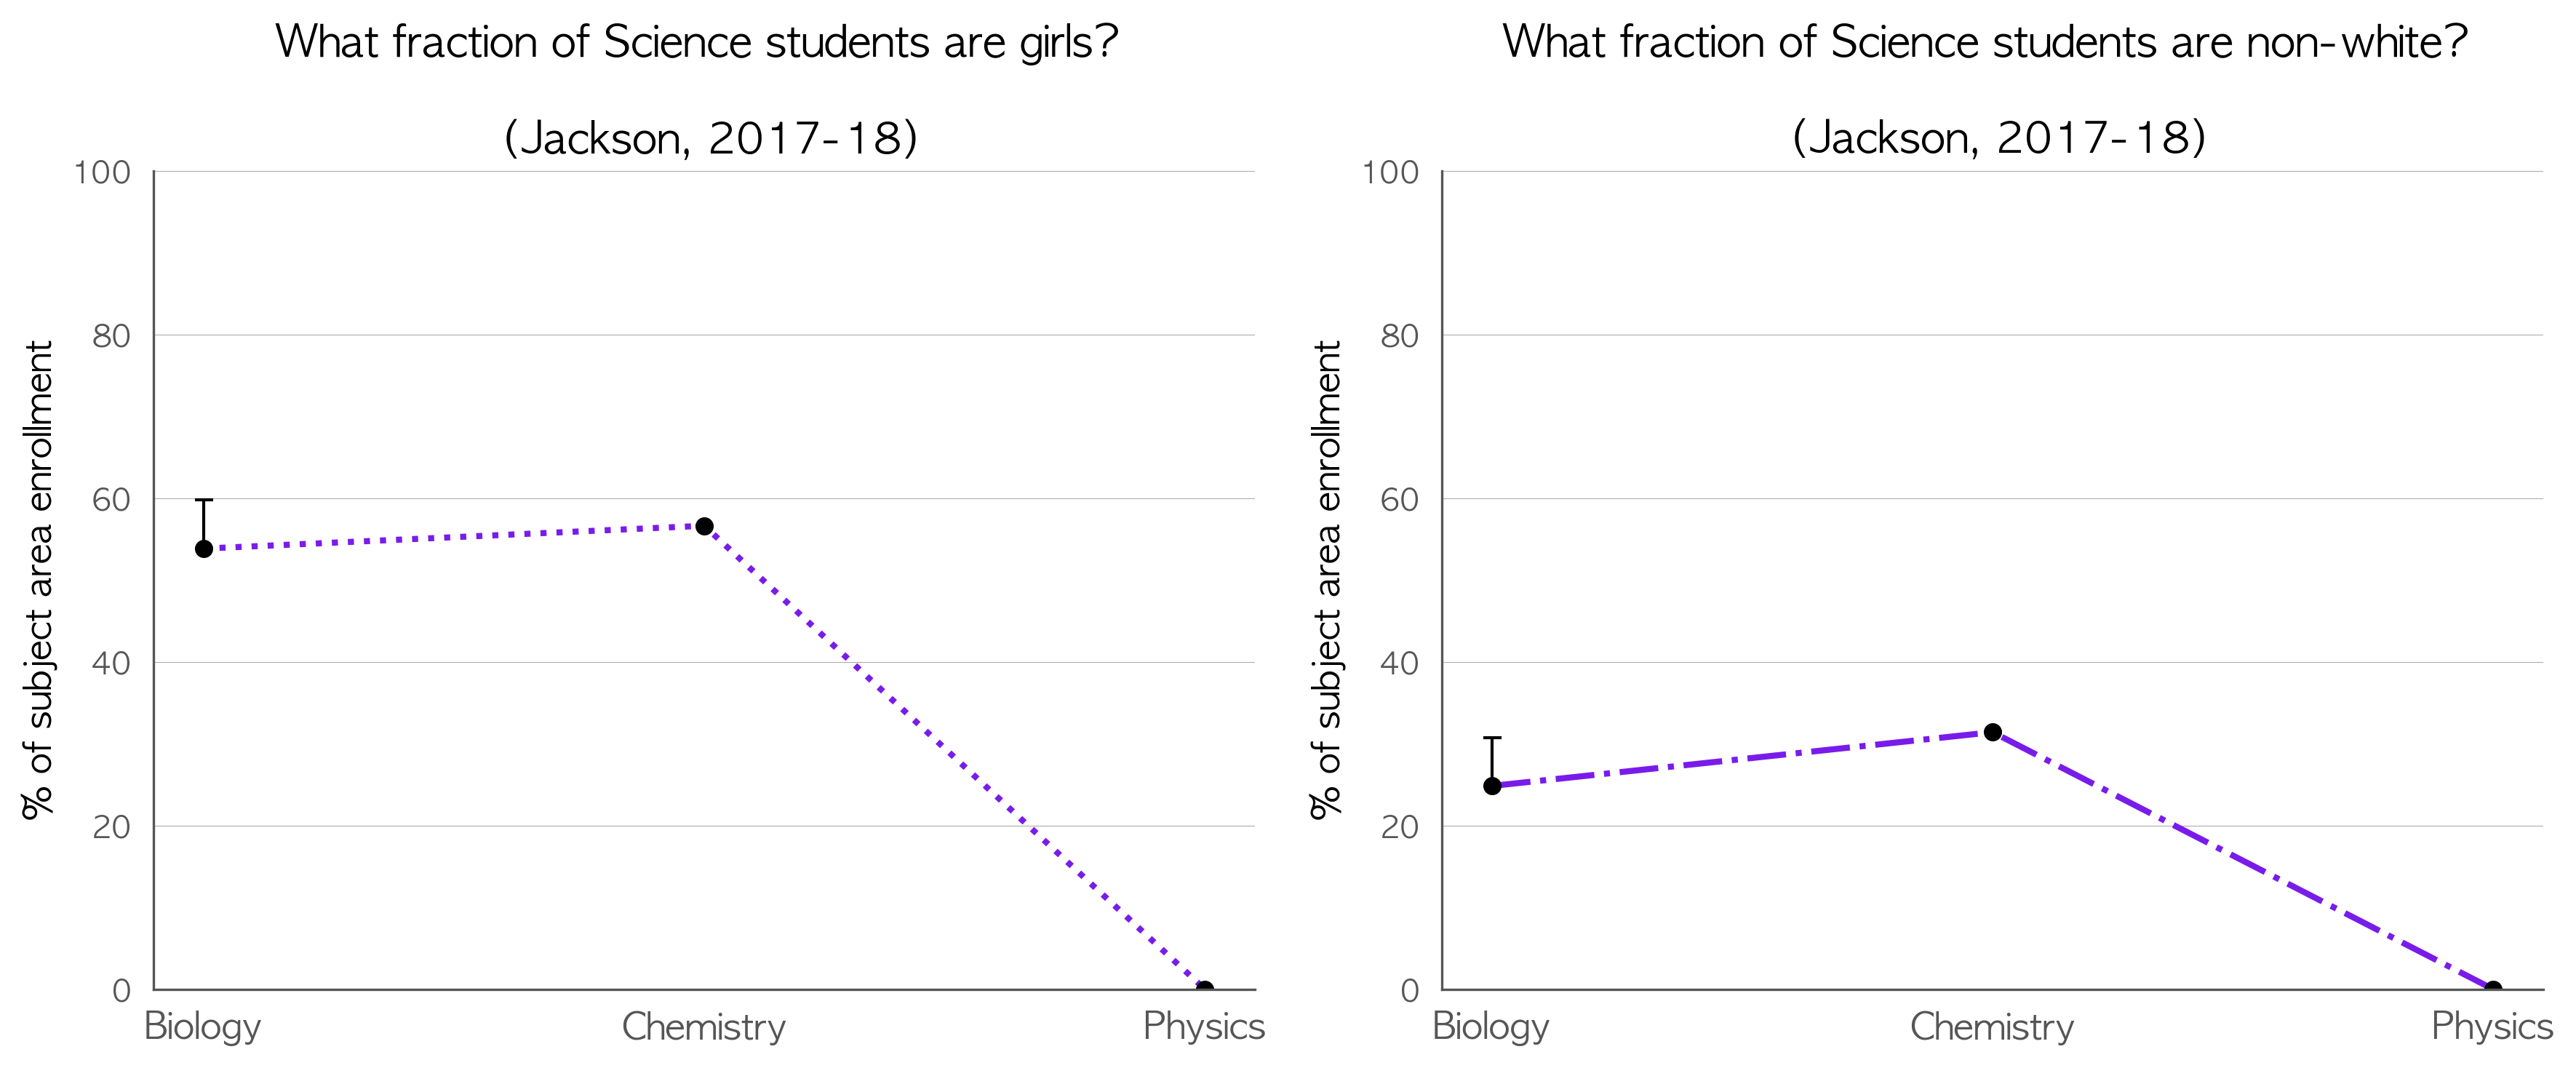 What fraction of Science students are girls?
(Jackson, 2017-18)
% of subject area enrollment
100
80
60
40
20
0
Biology
Chemistry
Physics
What fraction of Science students are non-white?
(Jackson, 2017-18)
% of subject area enrollment
100
80
60
40
20
0
Biology
Chemistry
Physics